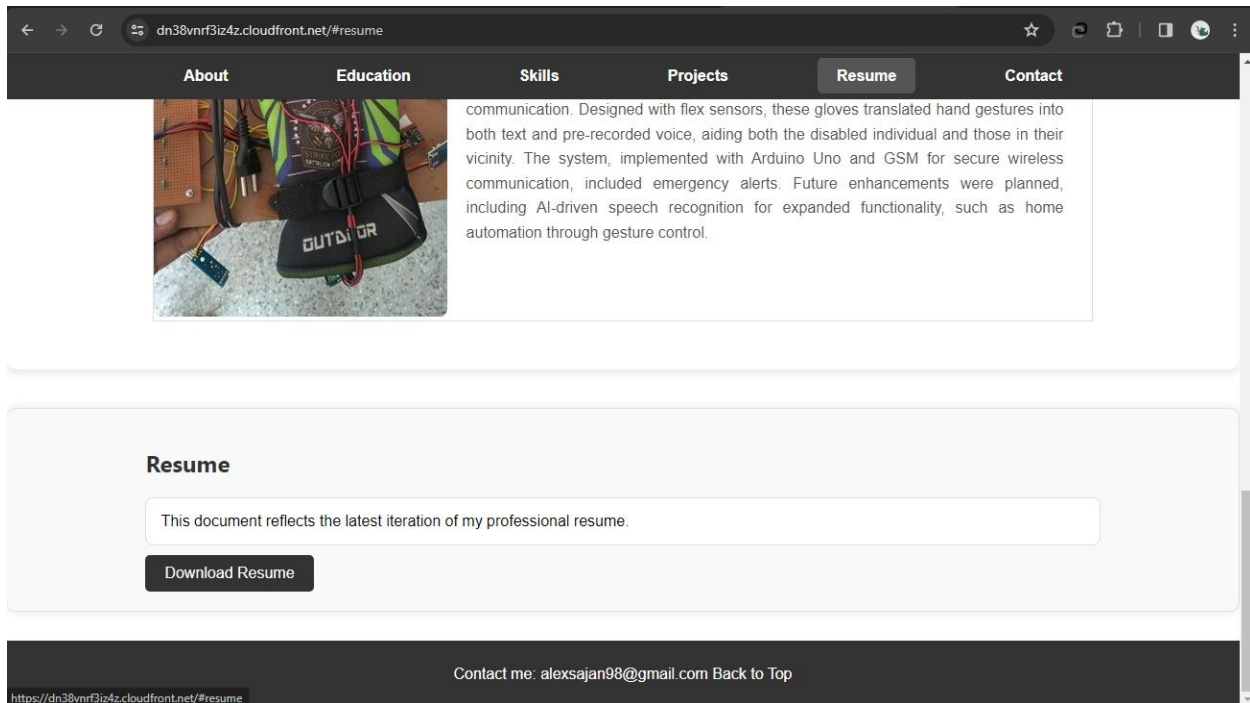 dn38vnrf3iz4z.cloudfront.net/#resume
About Education Skills Projects Resume Contact
communication. Designed with flex sensors, these gloves translated hand gestures into
both text and pre-recorded voice, aiding both the disabled individual and those in their
vicinity. The system, implemented with Arduino Uno and GSM for secure wireless
communication, included emergency alerts. Future enhancements were planned,
including AI-driven speech recognition for expanded functionality, such as home
automation through gesture control.
STRIKE
BATTALION
OUTDOOR
Resume
This document reflects the latest iteration of my professional resume.
Download Resume
Contact me: alexsajan98@gmail.com Back to Top
https://dn38vnrf3iz4z.cloudfront.net/#resume